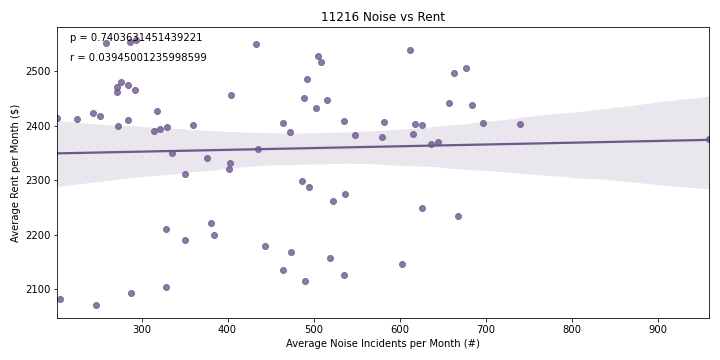 11216 Noise vs Rent
p = 0.7403631451439221
r = 0.03945001235998599
Average Rent per Month ($)
2500
2400
2300
2200
2100
300 400 500 600 700 800 900
Average Noise Incidents per Month (#)